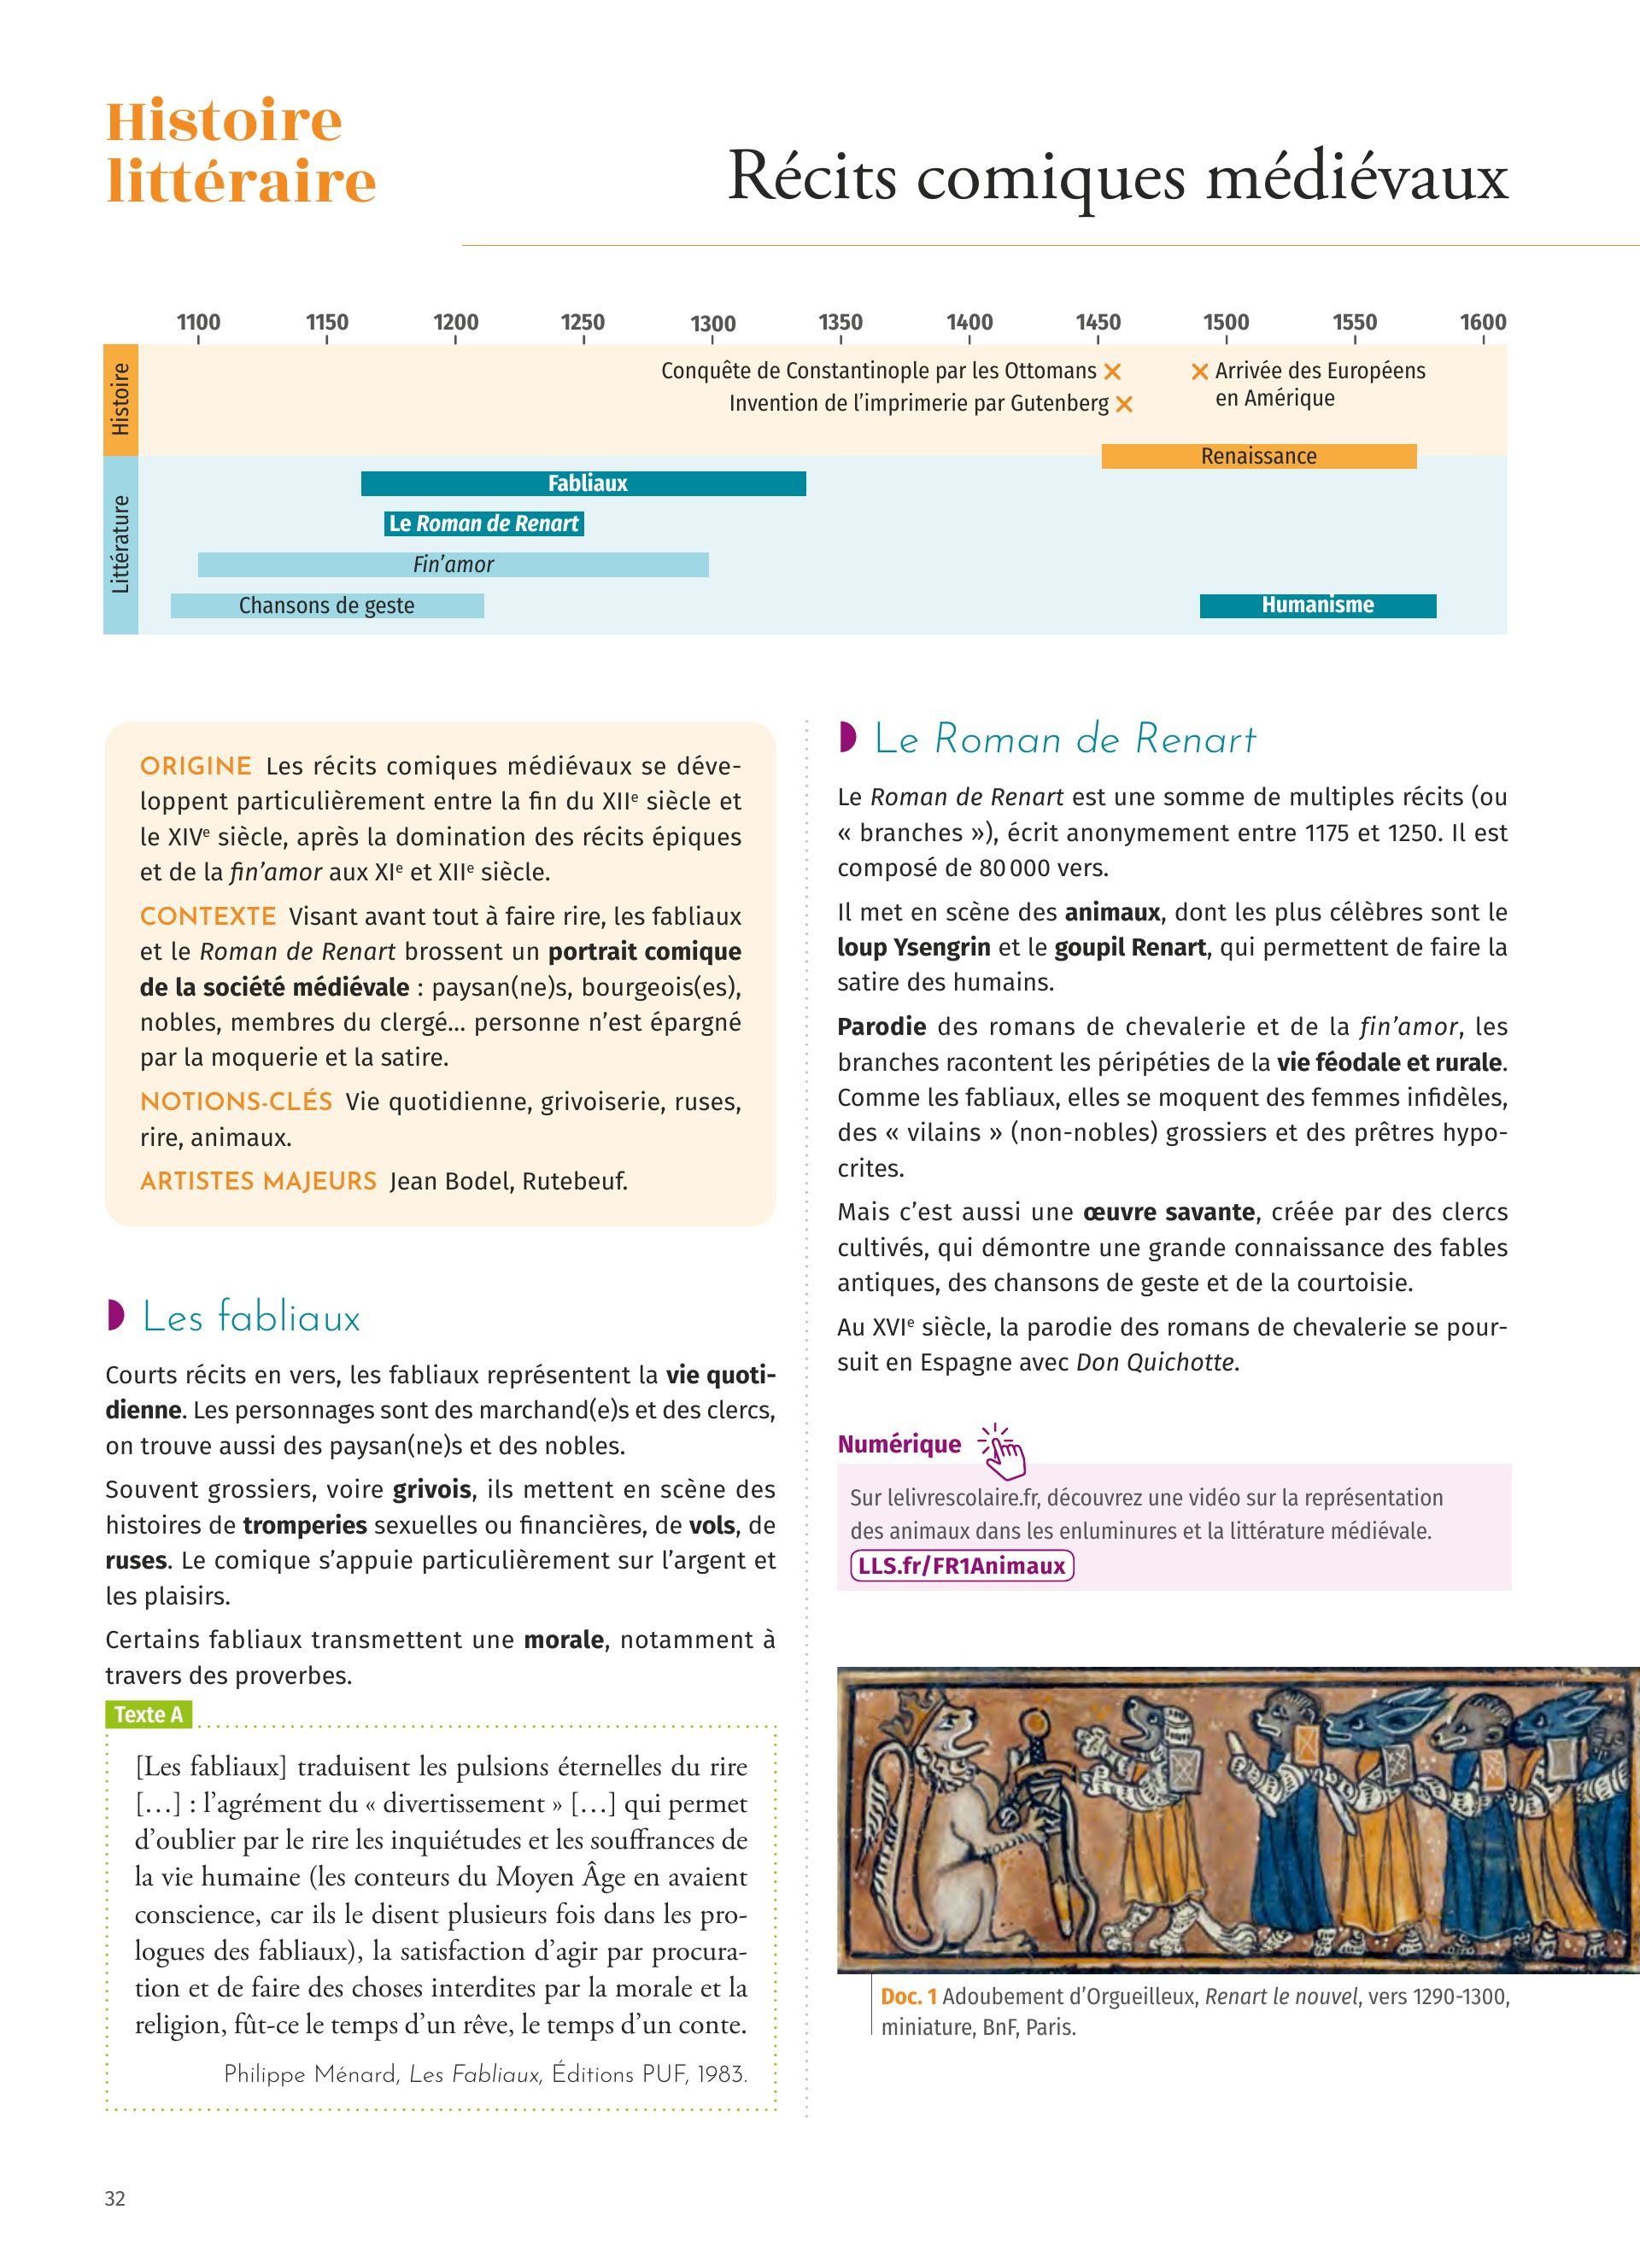 Histoire
littéraire
Récits comiques médiévaux
1100 1150 1200 1250 1300 1350 1400 1450 1500 1550 1600
Histoire
Conquête de Constantinople par les Ottomans
Arrivée des Européens
en Amérique
Invention de l’imprimerie par Gutenberg
Renaissance
Littérature
Fabliaux
Le Roman de Renart
Fin’amor
Chansons de geste
Humanisme
ORIGINE Les récits comiques médiévaux se déve-
loppent particulièrement entre la fin du XIIᵉ siècle et
le XIVᵉ siècle, après la domination des récits épiques
et de la fin’amor aux XIᵉ et XIIᵉ siècle.
CONTEXTE Visant avant tout à faire rire, les fabliaux
et le Roman de Renart brossent un portrait comique
de la société médiévale : paysan(ne)s, bourgeois(es),
nobles, membres du clergé... personne n’est épargné
par la moquerie et la satire.
NOTIONS-CLÉS Vie quotidienne, grivoiserie, ruses,
rire, animaux.
ARTISTES MAJEURS Jean Bodel, Rutebeuf.
Les fabliaux
Courts récits en vers, les fabliaux représentent la vie quoti-
dienne. Les personnages sont des marchand(e)s et des clercs,
on trouve aussi des paysan(ne)s et des nobles.
Souvent grossiers, voire grivois, ils mettent en scène des
histoires de tromperies sexuelles ou financières, de vols, de
ruses. Le comique s’appuie particulièrement sur l’argent et
les plaisirs.
Certains fabliaux transmettent une morale, notamment à
travers des proverbes.
Texte A
[Les fabliaux] traduisent les pulsions éternelles du rire
[…] : l’agrément du « divertissement » […] qui permet
d’oublier par le rire les inquiétudes et les souffrances de
la vie humaine (les conteurs du Moyen Âge en avaient
conscience, car ils le disent plusieurs fois dans les pro-
logues des fabliaux), la satisfaction d’agir par procura-
tion et de faire des choses interdites par la morale et la
religion, fût-ce le temps d’un rêve, le temps d’un conte.
Philippe Ménard, Les Fabliaux, Éditions PUF, 1983.
Le Roman de Renart
Le Roman de Renart est une somme de multiples récits (ou
« branches »), écrit anonymement entre 1175 et 1250. Il est
composé de 80 000 vers.
Il met en scène des animaux, dont les plus célèbres sont le
loup Ysengrin et le goupil Renart, qui permettent de faire la
satire des humains.
Parodie des romans de chevalerie et de la fin’amor, les
branches racontent les péripéties de la vie féodale et rurale.
Comme les fabliaux, elles se moquent des femmes infidèles,
des « vilains » (non-nobles) grossiers et des prêtres hypo-
crites.
Mais c’est aussi une œuvre savante, créée par des clercs
cultivés, qui démontre une grande connaissance des fables
antiques, des chansons de geste et de la courtoisie.
Au XVIᵉ siècle, la parodie des romans de chevalerie se pour-
suit en Espagne avec Don Quichotte.
Numérique
Sur lelivrescolaire.fr, découvrez une vidéo sur la représentation
des animaux dans les enluminures et la littérature médiévale.
LLS.fr/FR1Animaux
Doc. 1 Adoubement d’Orgueilleux, Renart le nouvel, vers 1290-1300,
miniature, BnF, Paris.
32